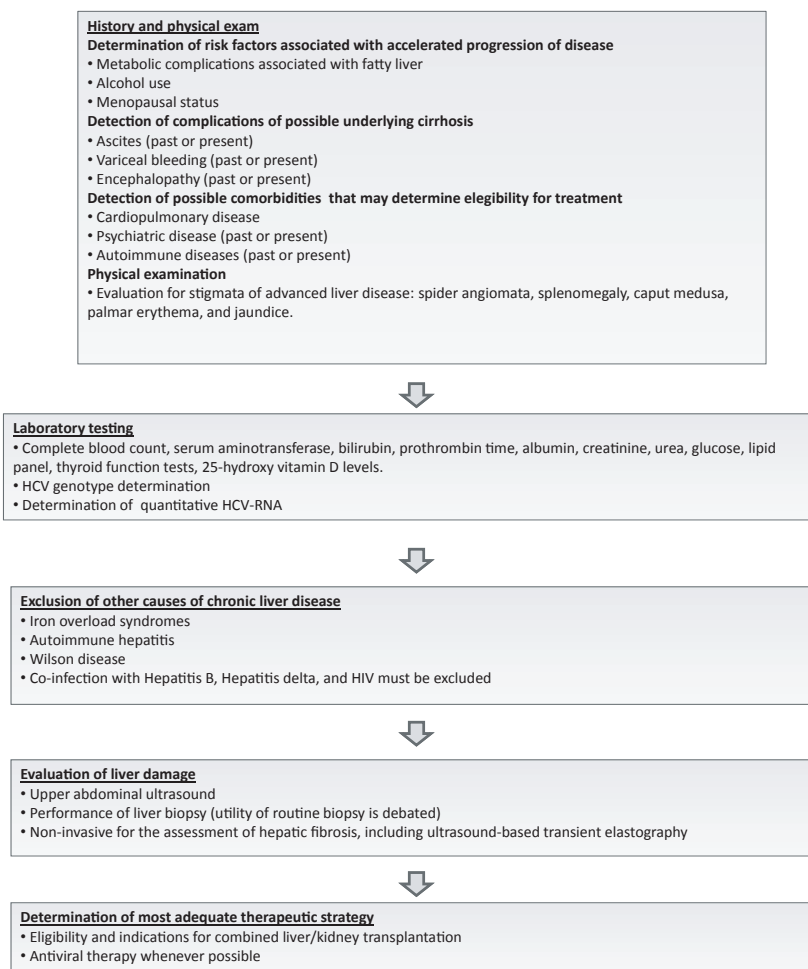 History and physical exam
Determination of risk factors associated with accelerated progression of disease
• Metabolic complications associated with fatty liver
• Alcohol use
• Menopausal status
Detection of complications of possible underlying cirrhosis
• Ascites (past or present)
• Variceal bleeding (past or present)
• Encephalopathy (past or present)
Detection of possible comorbidities that may determine elegibility for treatment
• Cardiopulmonary disease
• Psychiatric disease (past or present)
• Autoimmune diseases (past or present)
Physical examination
• Evaluation for stigmata of advanced liver disease: spider angiomata, splenomegaly, caput medusa,
palmar erythema, and jaundice.
Laboratory testing
• Complete blood count, serum aminotransferase, bilirubin, prothrombin time, albumin, creatinine, urea, glucose, lipid
panel, thyroid function tests, 25-hydroxy vitamin D levels.
• HCV genotype determination
• Determination of quantitative HCV-RNA
Exclusion of other causes of chronic liver disease
• Iron overload syndromes
• Autoimmune hepatitis
• Wilson disease
• Co-infection with Hepatitis B, Hepatitis delta, and HIV must be excluded
Evaluation of liver damage
• Upper abdominal ultrasound
• Performance of liver biopsy (utility of routine biopsy is debated)
• Non-invasive for the assessment of hepatic fibrosis, including ultrasound-based transient elastography
Determination of most adequate therapeutic strategy
• Eligibility and indications for combined liver/kidney transplantation
• Antiviral therapy whenever possible